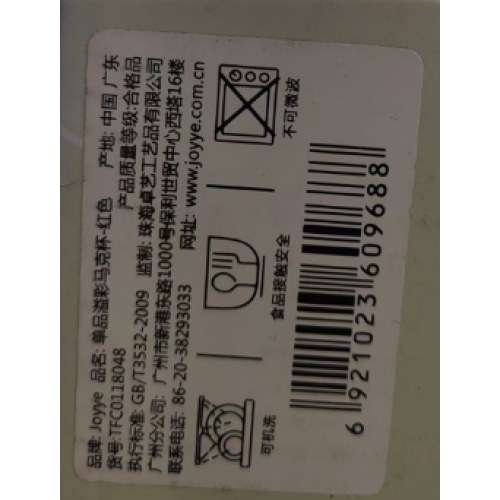 品牌: Joyye 品名: 单品溢彩马克杯-红色 产地: 中国 广东
货号:TFC0118048 产品质量等级:合格品
执行标准: GB/T3532-2009 监制: 珠海卓艺工艺品有限公司
广州分公司: 广州市新港东路1000号保利世贸中心西塔16楼
联系电话: 86-20-38293033 网址: www.joyye.com.cn
可机洗
食品接触安全
不可微波
6 921023 609688